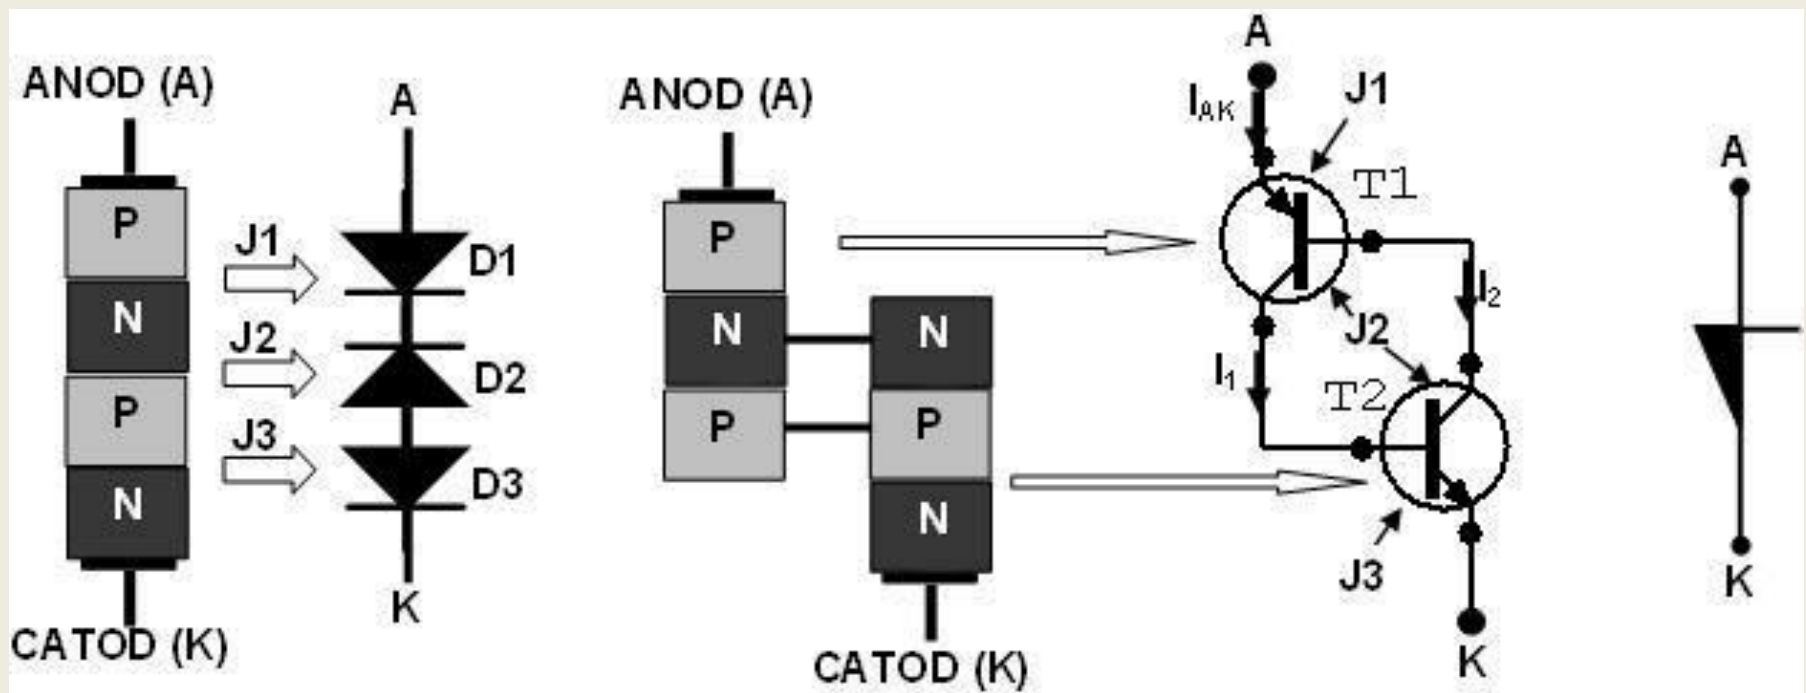 ANOD (A)
P
N
P
N
CATOD (K)
J1
J2
J3
A
D1
D2
D3
K
ANOD (A)
P
N
P
N
P
N
CATOD (K)
A
IAK
J1
T1
I2
J2
I1
T2
J3
K
A
K